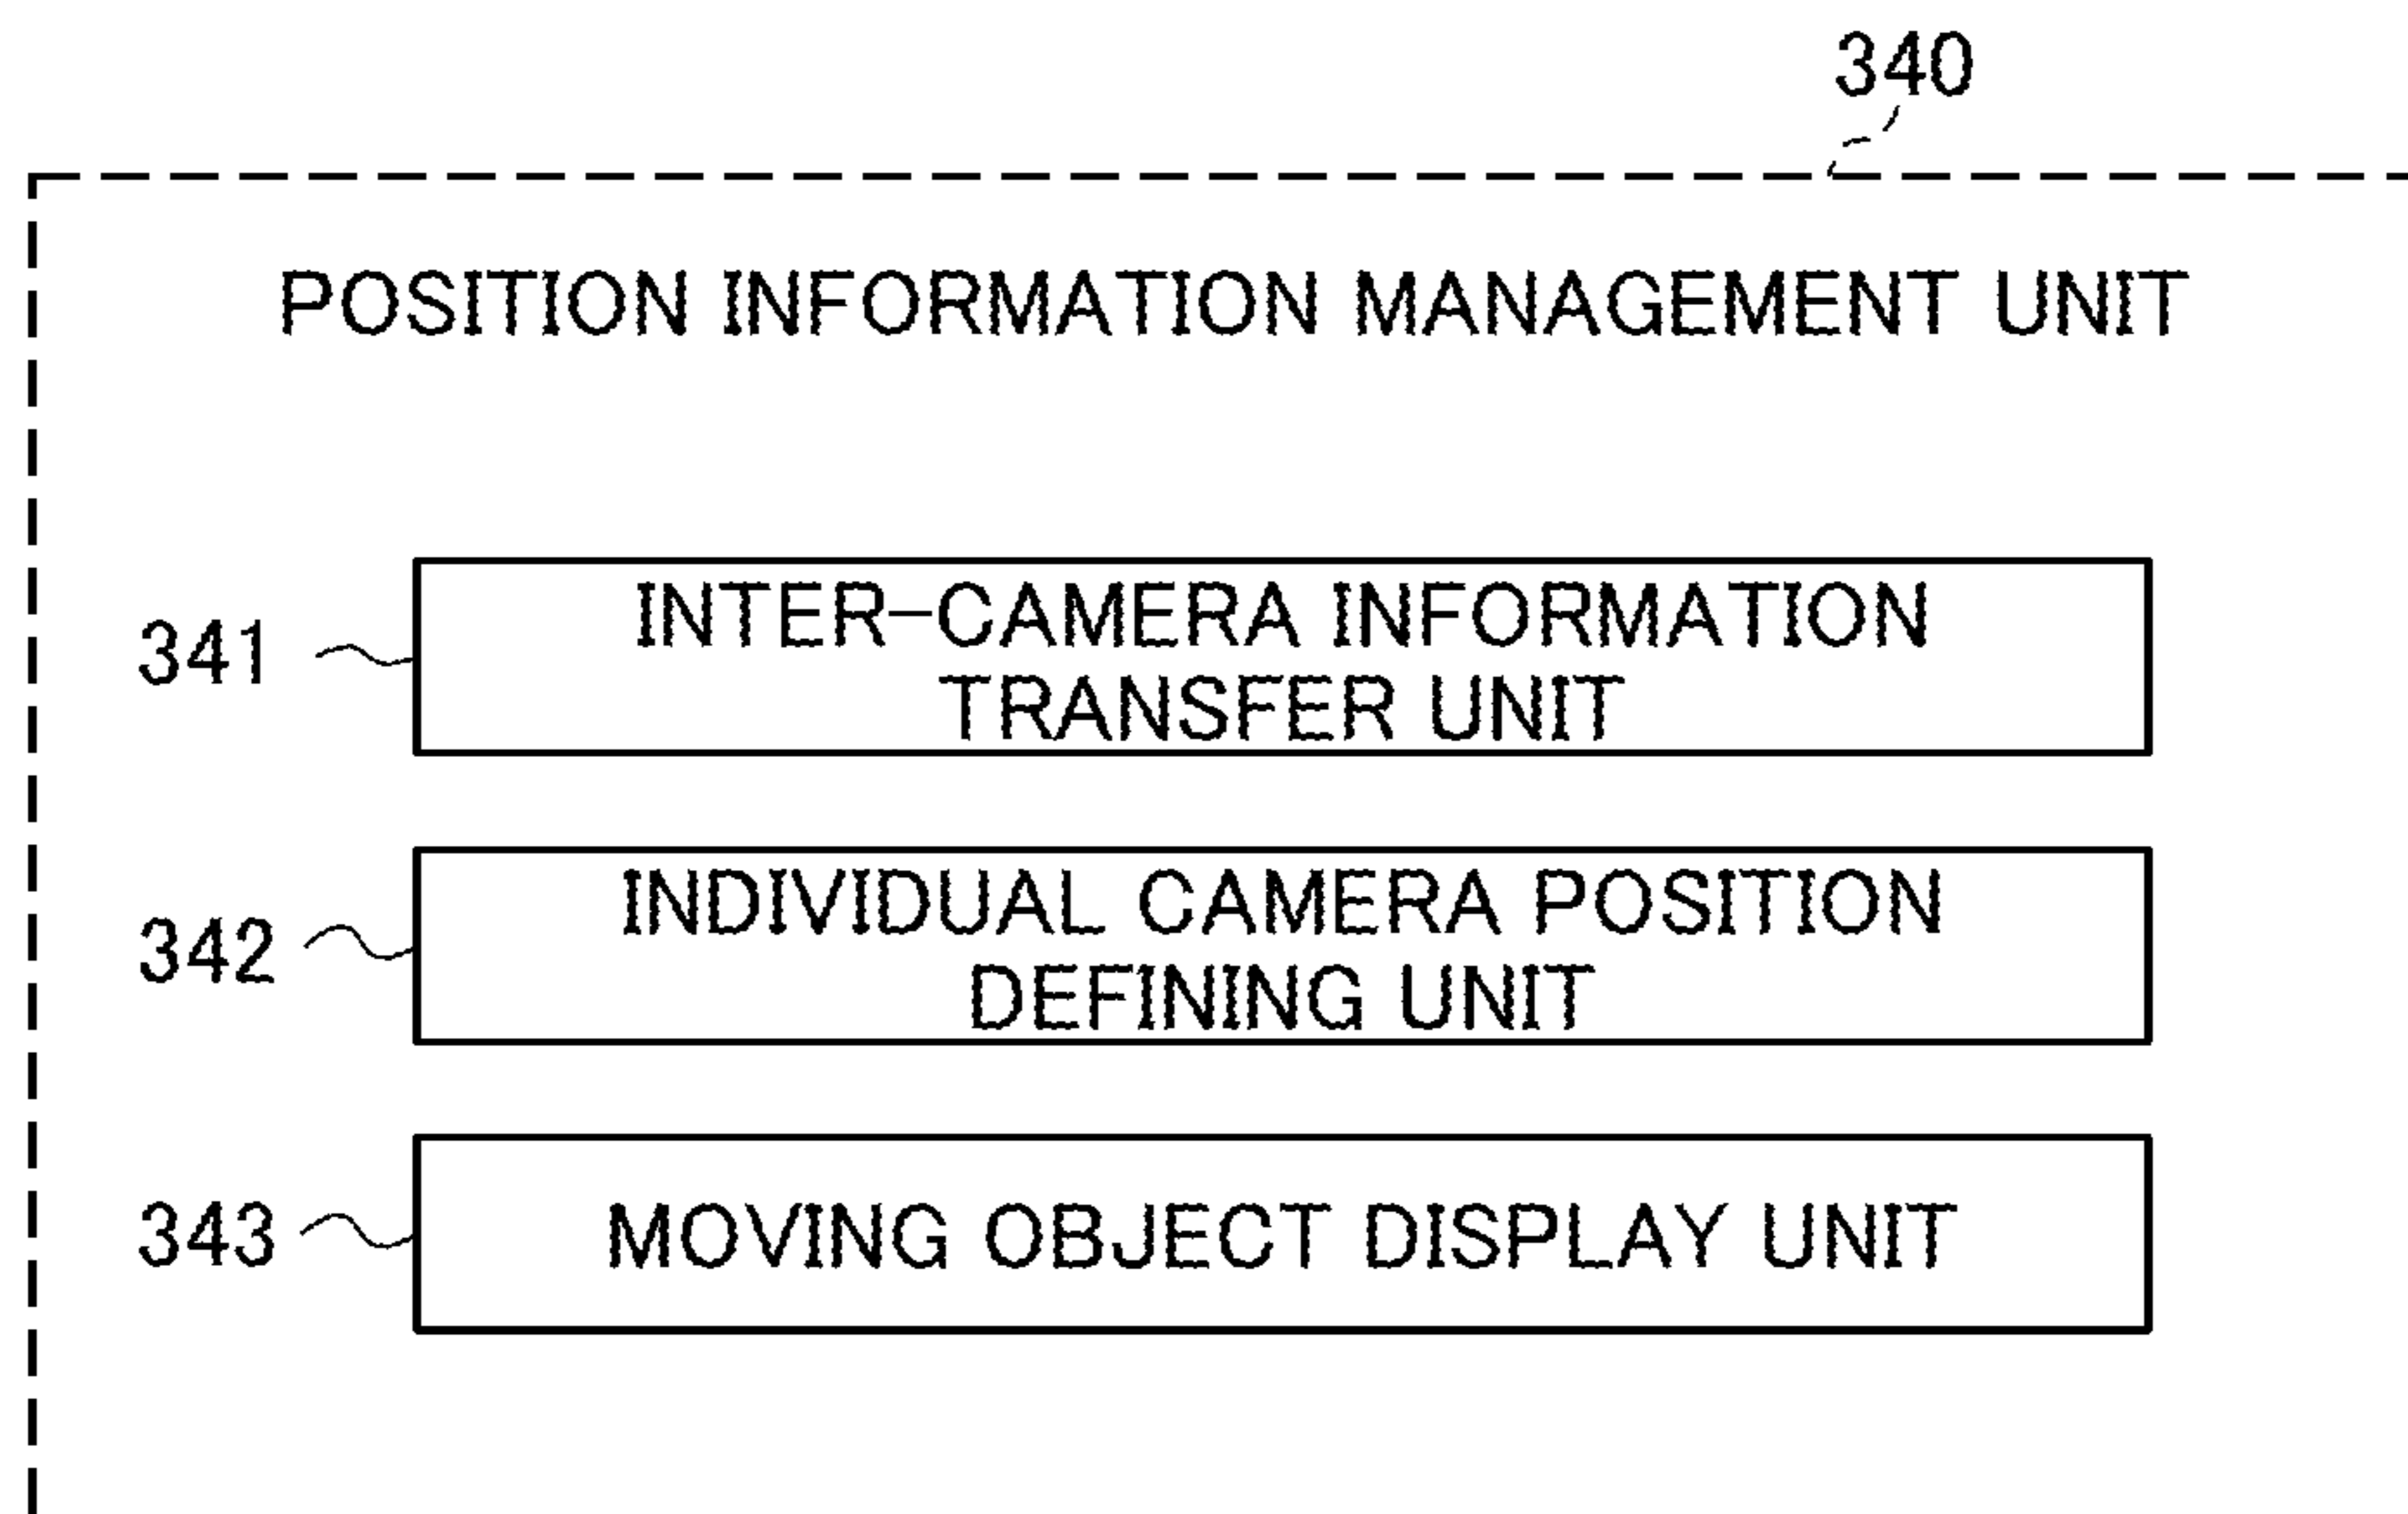 340
POSITION INFORMATION MANAGEMENT UNIT
341
INTER-CAMERA INFORMATION
TRANSFER UNIT
342
INDIVIDUAL CAMERA POSITION
DEFINING UNIT
343
MOVING OBJECT DISPLAY UNIT